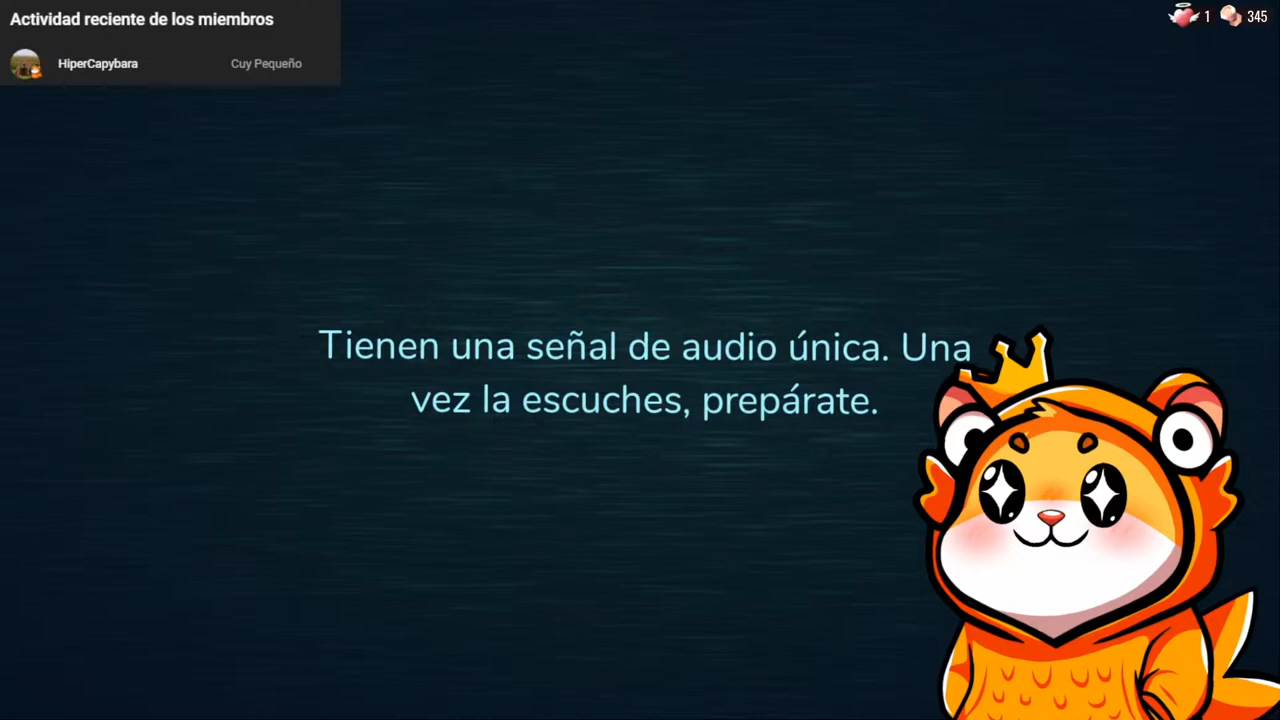 Actividad reciente de los miembros
1 345
HiperCapybara Cuy Pequeño
Tienen una señal de audio única. Una
vez la escuches, prepárate.